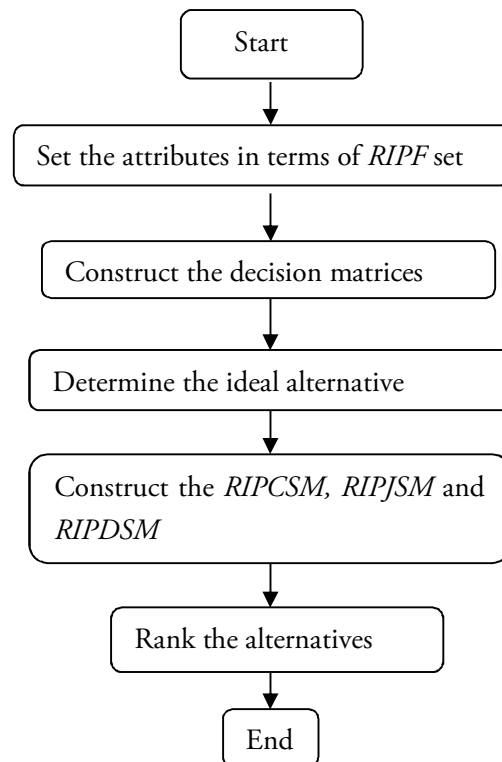 Start
Set the attributes in terms of RIPF set
Construct the decision matrices
Determine the ideal alternative
Construct the RIPCSM, RIPJSM and
RIPDSM
Rank the alternatives
End